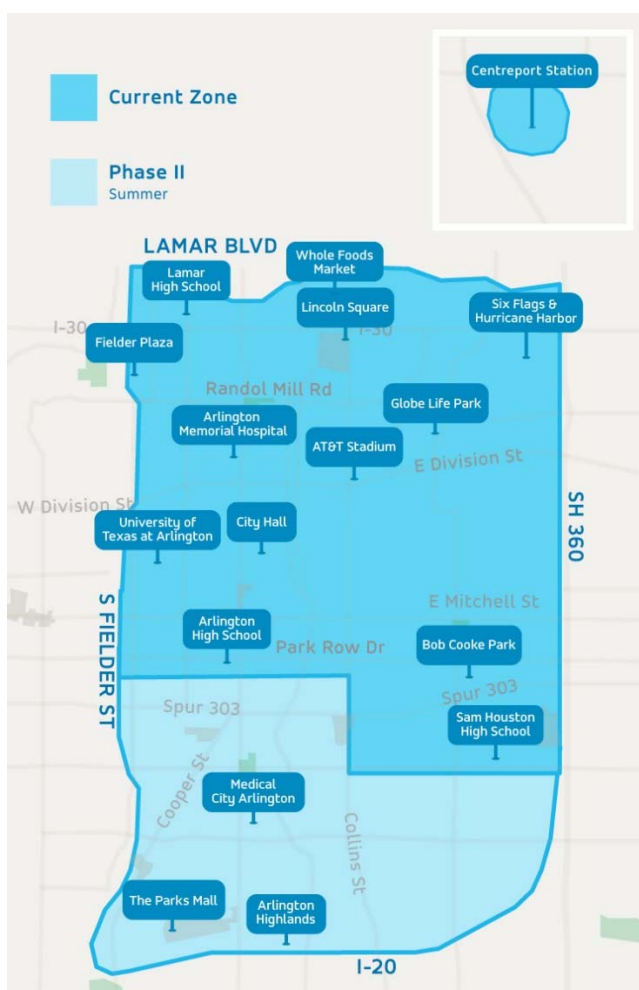 Centreport Station
Current Zone
Phase II
Summer
LAMAR BLVD
Whole Foods
Market
Lamar
High School
Lincoln Square
Six Flags &
Hurricane Harbor
I-30
I-30
Fielder Plaza
Randol Mill Rd
Globe Life Park
Arlington
Memorial Hospital
AT&T Stadium
E Division St
W Division St
University of
Texas at Arlington
City Hall
SH 360
S FIELDER ST
E Mitchell St
Arlington
High School
Park Row Dr
Bob Cooke Park
Spur 303
Spur 303
Sam Houston
High School
Cooper St
Medical
City Arlington
Collins St
The Parks Mall
Arlington
Highlands
I-20